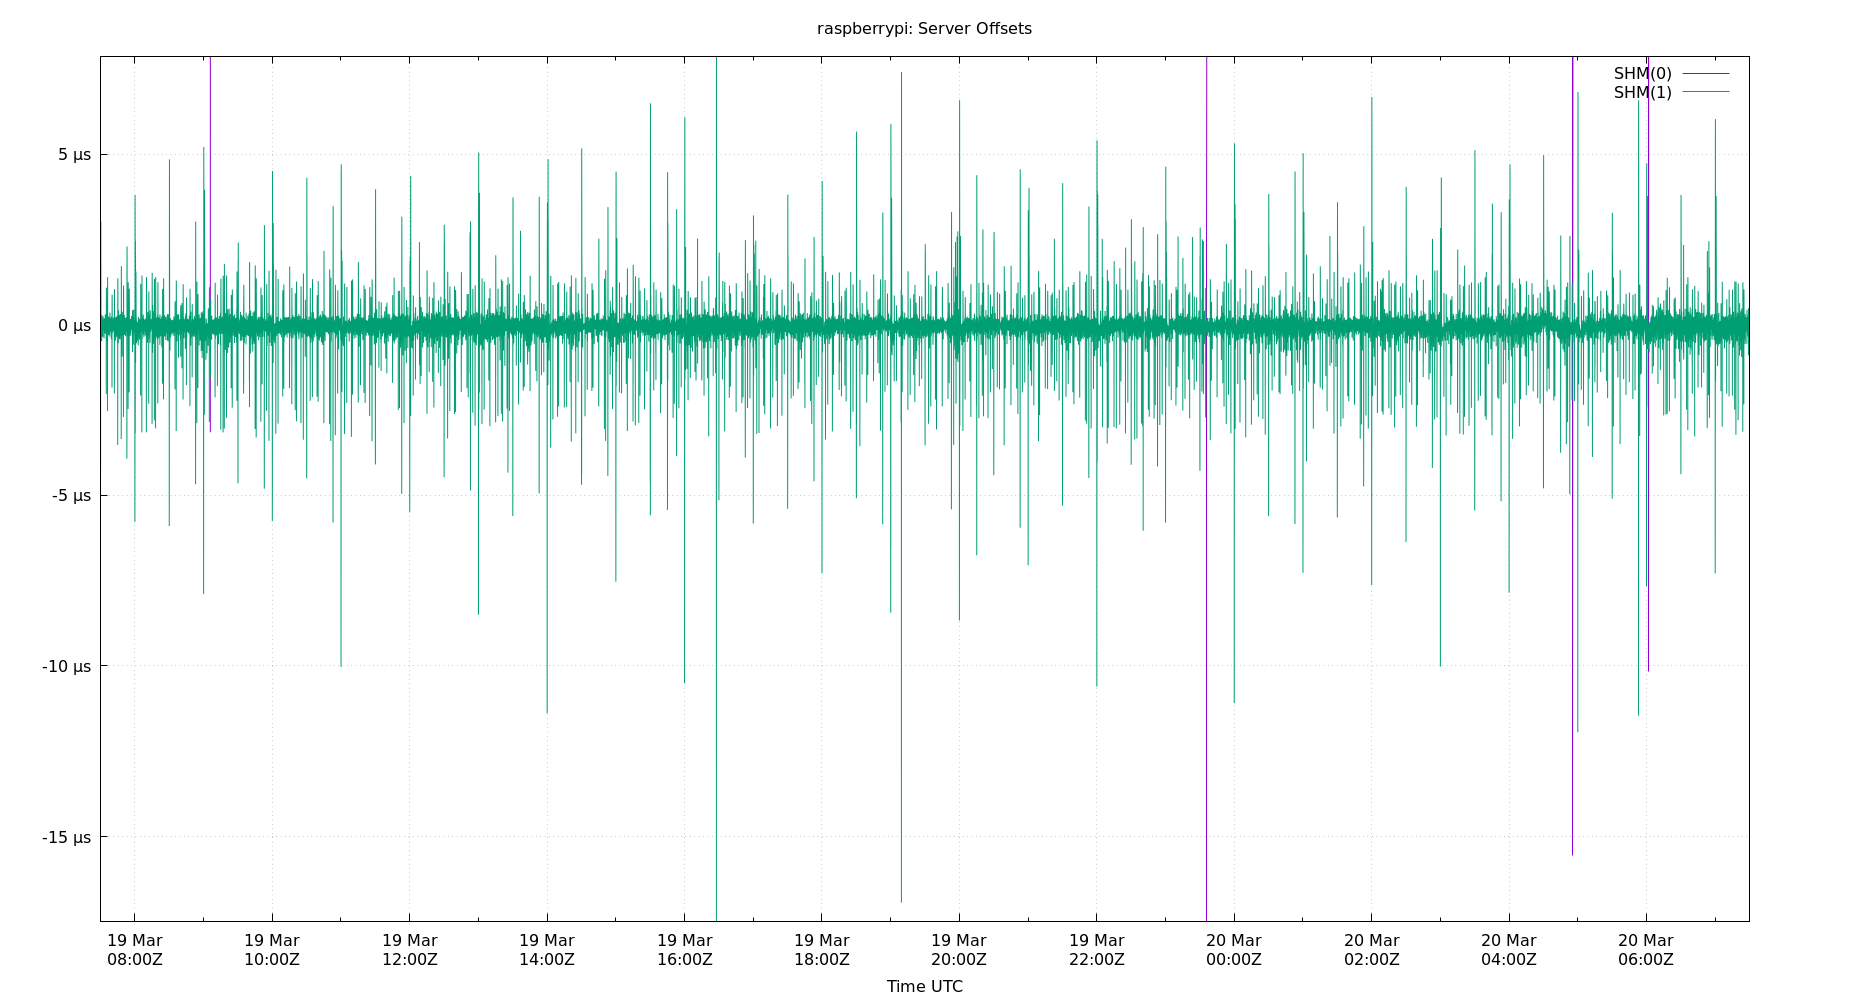 raspberrypi: Server Offsets
SHM(0)
SHM(1)
5 µs
0 µs
-5 µs
-10 µs
-15 µs
19 Mar 19 Mar 19 Mar 19 Mar 19 Mar 19 Mar 19 Mar 19 Mar 20 Mar 20 Mar 20 Mar 20 Mar
08:00Z 10:00Z 12:00Z 14:00Z 16:00Z 18:00Z 20:00Z 22:00Z 00:00Z 02:00Z 04:00Z 06:00Z
Time UTC